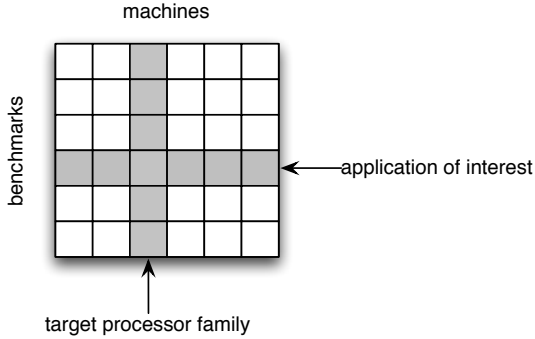 machines
benchmarks
application of interest
target processor family